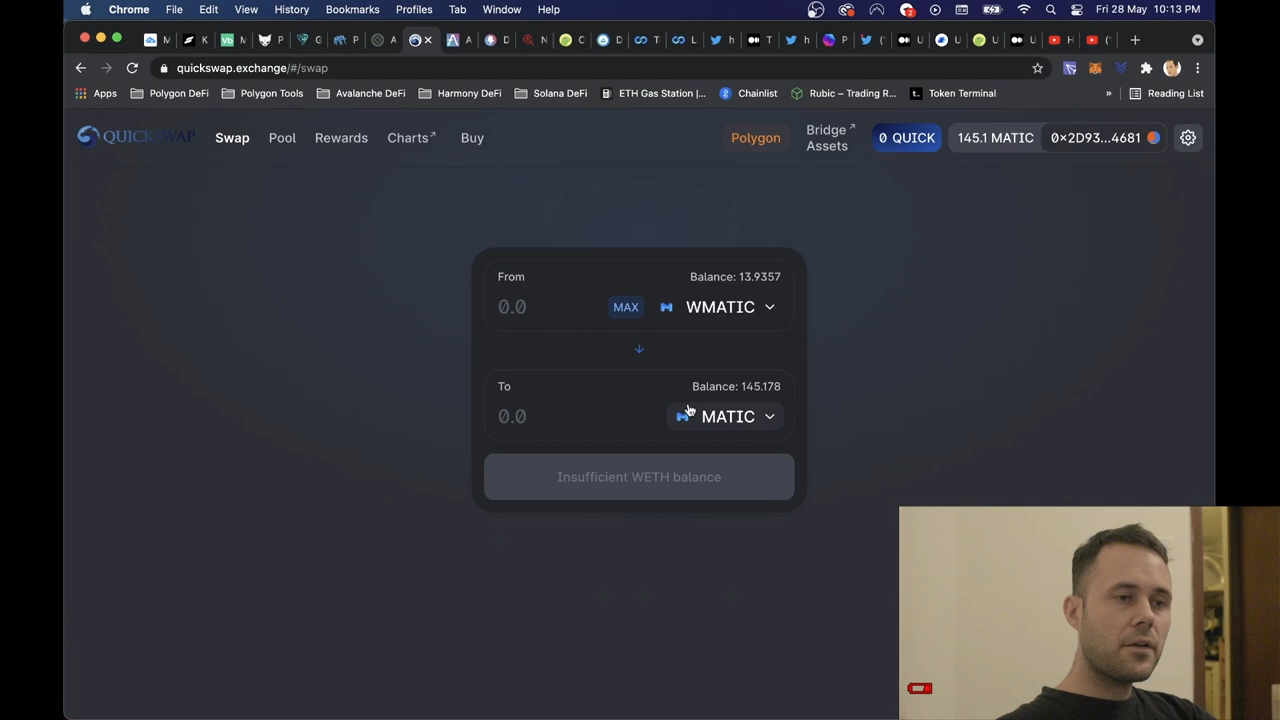 Chrome File Edit View History Bookmarks Profiles Tab Window Help Fri 28 May 10:13 PM
quickswap.exchange/#/swap
Apps Polygon DeFi Polygon Tools Avalanche DeFi Harmony DeFi Solana DeFi ETH Gas Station |... Chainlist Rubic – Trading R... Token Terminal » Reading List
QUICKSWAP Swap Pool Rewards Charts↗ Buy Polygon Bridge↗ 0 QUICK 145.1 MATIC 0×2D93...4681
Assets
From Balance: 13.9357
0.0 MAX WMATIC
To Balance: 145.178
0.0 MATIC
Insufficient WETH balance